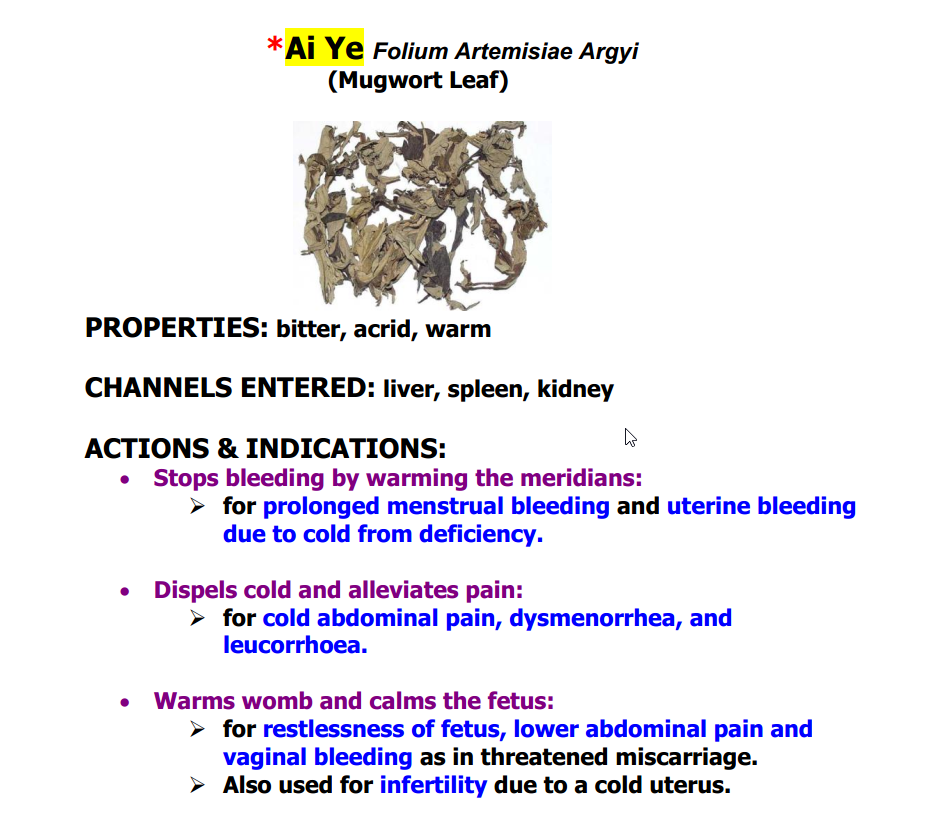 *Ai Ye Folium Artemisiae Argyi
(Mugwort Leaf)
PROPERTIES: bitter, acrid, warm
CHANNELS ENTERED: liver, spleen, kidney
ACTIONS & INDICATIONS:
• Stops bleeding by warming the meridians:
➢ for prolonged menstrual bleeding and uterine bleeding
due to cold from deficiency.
• Dispels cold and alleviates pain:
➢ for cold abdominal pain, dysmenorrhea, and
leucorrhoea.
• Warms womb and calms the fetus:
➢ for restlessness of fetus, lower abdominal pain and
vaginal bleeding as in threatened miscarriage.
➢ Also used for infertility due to a cold uterus.